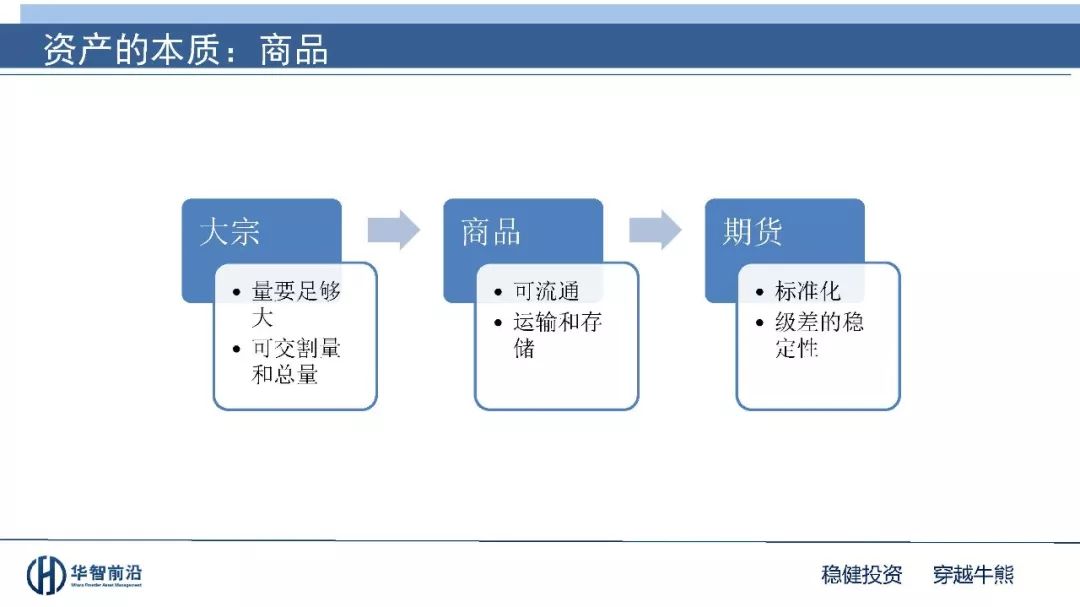 资产的本质：商品
大宗
量要足够
大
可交割量
和总量
商品
可流通
运输和存
储
期货
标准化
级差的稳
定性
华智前沿
稳健投资 穿越牛熊